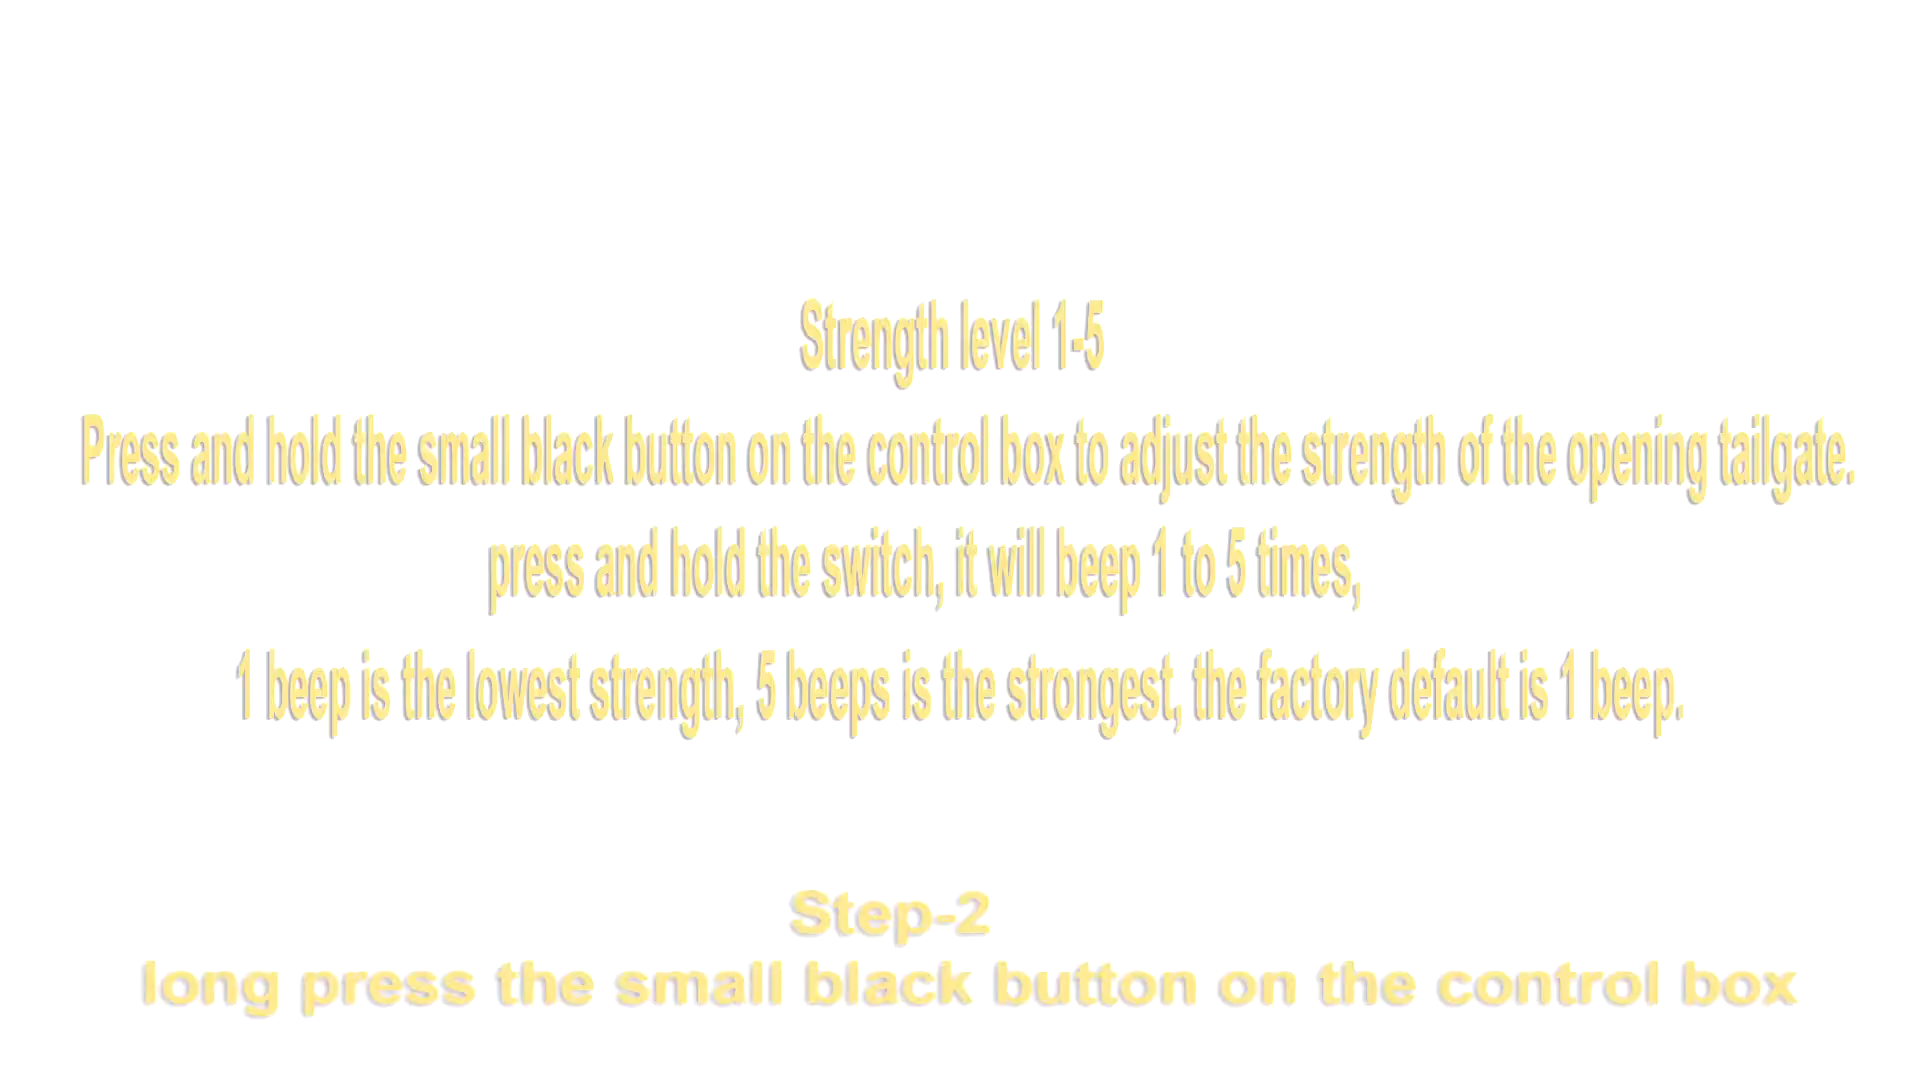 Strength level 1-5
Press and hold the small black button on the control box to adjust the strength of the opening tailgate.
press and hold the switch, it will beep 1 to 5 times,
1 beep is the lowest strength, 5 beeps is the strongest, the factory default is 1 beep.
Step-2
long press the small black button on the control box